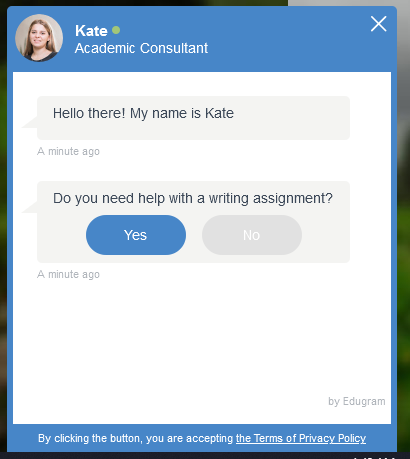 Kate
Academic Consultant
Hello there! My name is Kate
A minute ago
Do you need help with a writing assignment?
Yes No
A minute ago
by Edugram
By clicking the button, you are accepting the Terms of Privacy Policy